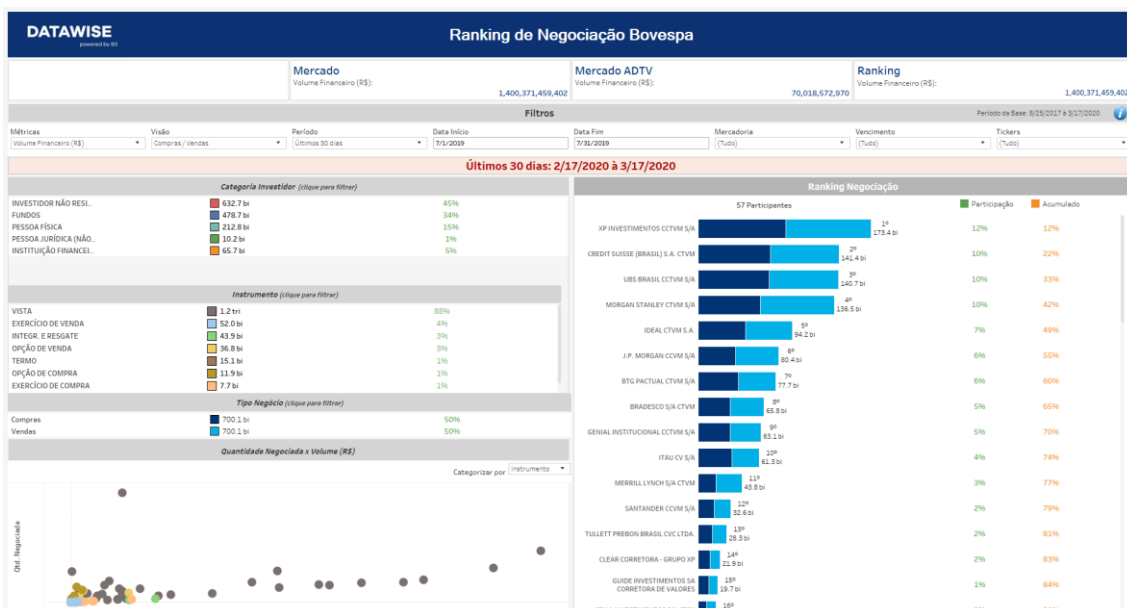 DATAWISE
powered by B3
Ranking de Negociação Bovespa
Mercado
Volume Financeiro (R$):
1,400,371,459,402
Mercado ADTV
Volume Financeiro (R$):
70,018,572,970
Ranking
Volume Financeiro (R$):
1,400,371,459,402
Filtros
Período da Base: 8/25/2017 à 3/17/2020
Métricas Visão Período Data Início Data Fim Mercadoria Vencimento Tickers
Volume Financeiro (R$) Compras / Vendas Últimos 30 dias 7/1/2019 7/31/2019 (Tudo) (Tudo) (Tudo)
Últimos 30 dias: 2/17/2020 à 3/17/2020
Categoria Investidor (clique para filtrar)
INVESTIDOR NÃO RESI.. 632.7 bi 45%
FUNDOS 478.7 bi 34%
PESSOA FÍSICA 212.8 bi 15%
PESSOA JURÍDICA (NÃO.. 10.2 bi 1%
INSTITUIÇÃO FINANCEI.. 65.7 bi 5%
Instrumento (clique para filtrar)
VISTA 1.2 tri 88%
EXERCÍCIO DE VENDA 52.0 bi 4%
INTEGR. E RESGATE 43.9 bi 3%
OPÇÃO DE VENDA 36.8 bi 3%
TERMO 15.1 bi 1%
OPÇÃO DE COMPRA 11.9 bi 1%
EXERCÍCIO DE COMPRA 7.7 bi 1%
Tipo Negócio (clique para filtrar)
Compras 700.1 bi 50%
Vendas 700.1 bi 50%
Quantidade Negociada x Volume (R$)
Categorizar por Instrumento
Qtd. Negociada
Ranking Negociação
57 Participantes Participação Acumulado
XP INVESTIMENTOS CCTVM S/A 1º 173.4 bi 12% 12%
CREDIT SUISSE (BRASIL) S.A. CTVM 2º 141.4 bi 10% 22%
UBS BRASIL CCTVM S/A 3º 140.7 bi 10% 33%
MORGAN STANLEY CTVM S/A 4º 136.5 bi 10% 42%
IDEAL CTVM S.A. 5º 94.2 bi 7% 49%
J.P. MORGAN CCVM S/A 6º 80.4 bi 6% 55%
BTG PACTUAL CTVM S/A 7º 77.7 bi 6% 60%
BRADESCO S/A CTVM 8º 65.8 bi 5% 65%
GENIAL INSTITUCIONAL CCTVM S/A 9º 63.1 bi 5% 70%
ITAU CV S/A 10º 61.3 bi 4% 74%
MERRILL LYNCH S/A CTVM 11º 43.8 bi 3% 77%
SANTANDER CCVM S/A 12º 32.6 bi 2% 79%
TULLETT PREBON BRASIL CVC LTDA. 13º 28.3 bi 2% 81%
CLEAR CORRETORA - GRUPO XP 14º 21.9 bi 2% 83%
GUIDE INVESTIMENTOS SA
CORRETORA DE VALORES 15º 19.7 bi 1% 84%
16º